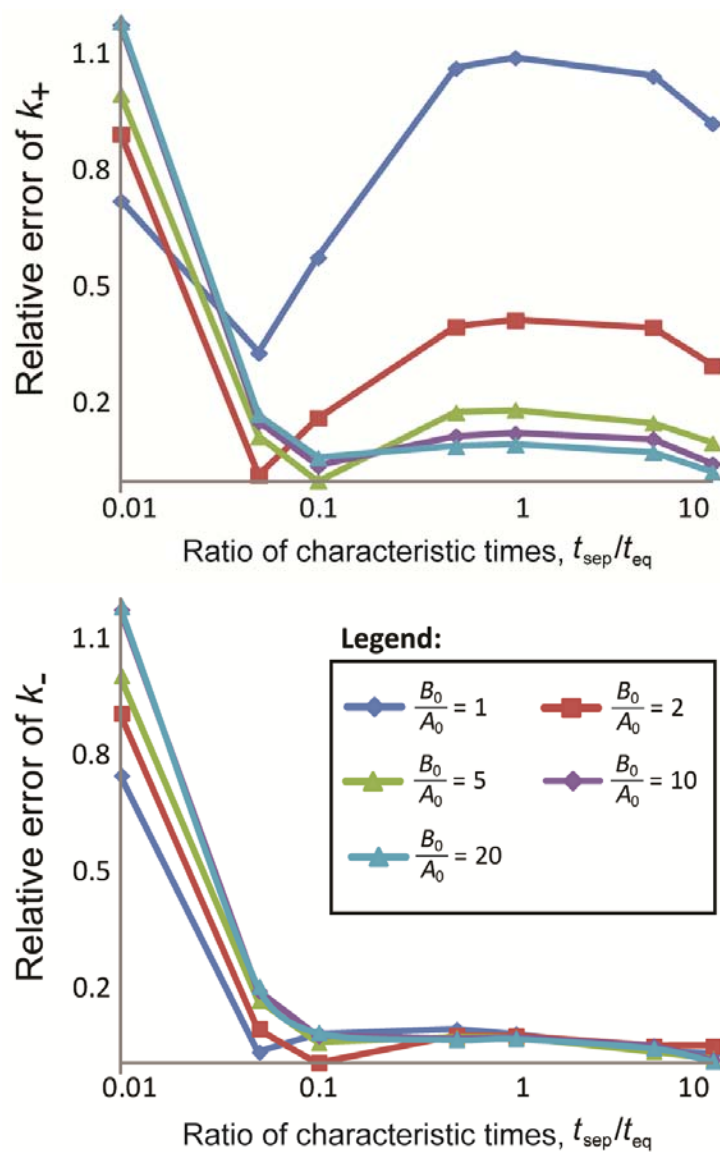 Relative error of k+
1.1
0.8
0.5
0.2
0.01 0.1 1 10
Ratio of characteristic times, tsep/teq
Relative error of k-
1.1
0.8
0.5
0.2
Legend:
B0/A0 = 1
B0/A0 = 2
B0/A0 = 5
B0/A0 = 10
B0/A0 = 20
0.01 0.1 1 10
Ratio of characteristic times, tsep/teq